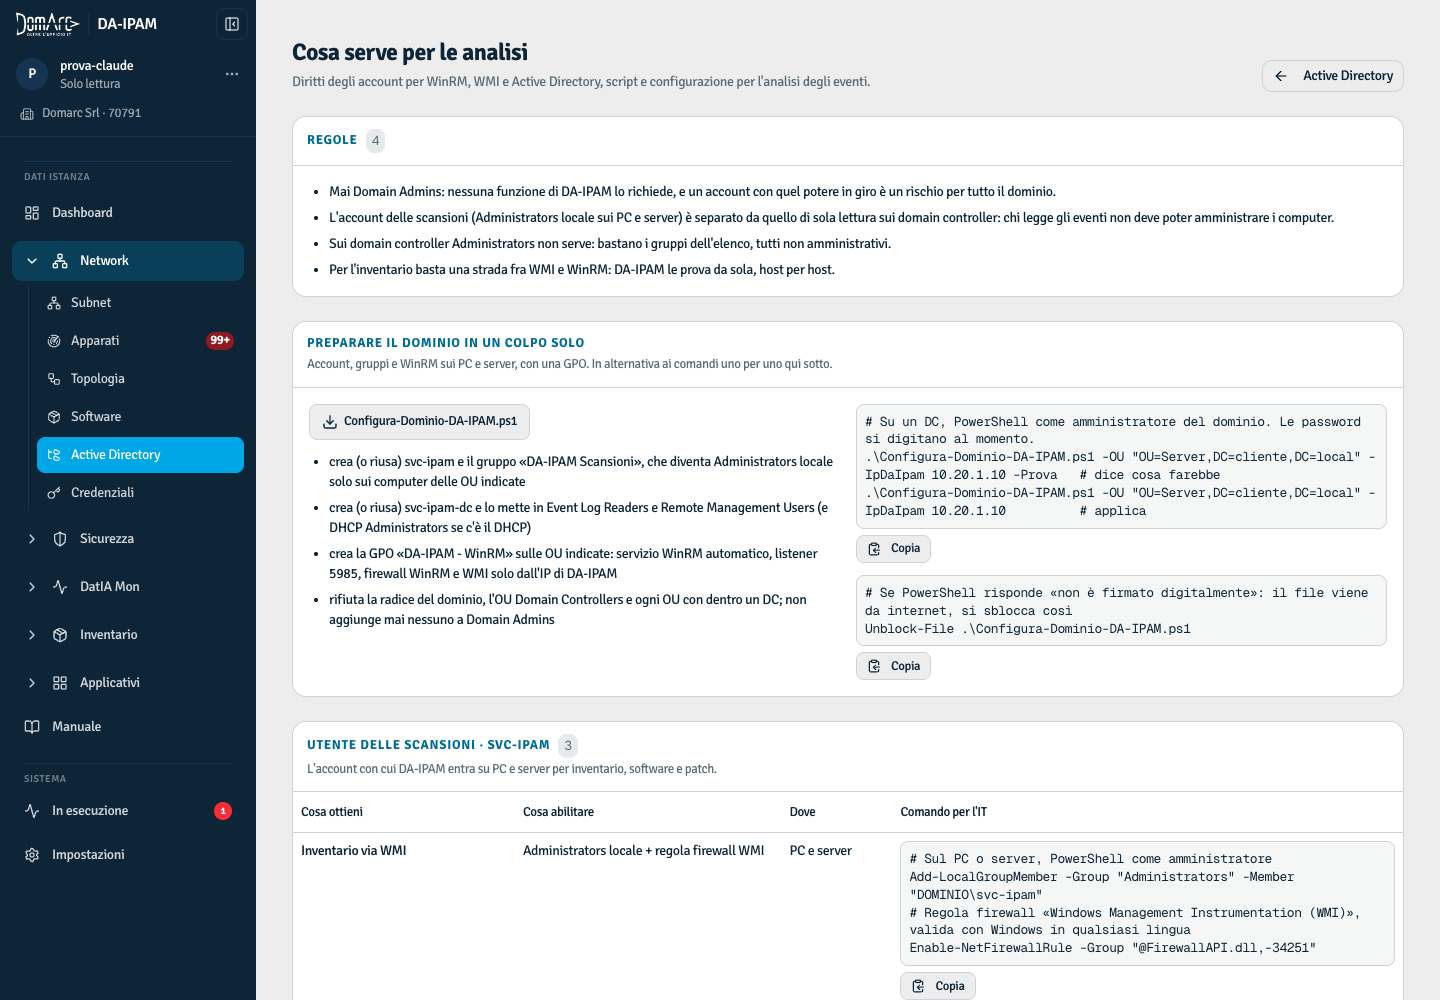 DomArc
OLTRE L'UFFICIO IT
DA-IPAM
P
prova-claude
Solo lettura
Domarc Srl · 70791
DATI ISTANZA
Dashboard
Network
Subnet
Apparati
99+
Topologia
Software
Active Directory
Credenziali
Sicurezza
DatIA Mon
Inventario
Applicativi
Manuale
SISTEMA
In esecuzione
1
Impostazioni
Cosa serve per le analisi
Diritti degli account per WinRM, WMI e Active Directory, script e configurazione per l'analisi degli eventi.
Active Directory
REGOLE 4
• Mai Domain Admins: nessuna funzione di DA-IPAM lo richiede, e un account con quel potere in giro è un rischio per tutto il dominio.
• L'account delle scansioni (Administrators locale sui PC e server) è separato da quello di sola lettura sui domain controller: chi legge gli eventi non deve poter amministrare i computer.
• Sui domain controller Administrators non serve: bastano i gruppi dell'elenco, tutti non amministrativi.
• Per l'inventario basta una strada fra WMI e WinRM: DA-IPAM le prova da sola, host per host.
PREPARARE IL DOMINIO IN UN COLPO SOLO
Account, gruppi e WinRM sui PC e server, con una GPO. In alternativa ai comandi uno per uno qui sotto.
Configura-Dominio-DA-IPAM.ps1
• crea (o riusa) svc-ipam e il gruppo «DA-IPAM Scansioni», che diventa Administrators locale
solo sui computer delle OU indicate
• crea (o riusa) svc-ipam-dc e lo mette in Event Log Readers e Remote Management Users (e
DHCP Administrators se c'è il DHCP)
• crea la GPO «DA-IPAM - WinRM» sulle OU indicate: servizio WinRM automatico, listener
5985, firewall WinRM e WMI solo dall'IP di DA-IPAM
• rifiuta la radice del dominio, l'OU Domain Controllers e ogni OU con dentro un DC; non
aggiunge mai nessuno a Domain Admins
# Su un DC, PowerShell come amministratore del dominio. Le password
si digitano al momento.
.\Configura-Dominio-DA-IPAM.ps1 -OU "OU=Server,DC=cliente,DC=local" -
IpDaIpam 10.20.1.10 -Prova   # dice cosa farebbe
.\Configura-Dominio-DA-IPAM.ps1 -OU "OU=Server,DC=cliente,DC=local" -
IpDaIpam 10.20.1.10          # applica
Copia
# Se PowerShell risponde «non è firmato digitalmente»: il file viene
da internet, si sblocca così
Unblock-File .\Configura-Dominio-DA-IPAM.ps1
Copia
UTENTE DELLE SCANSIONI · SVC-IPAM 3
L'account con cui DA-IPAM entra su PC e server per inventario, software e patch.
Cosa ottieni
Cosa abilitare
Dove
Comando per l'IT
Inventario via WMI
Administrators locale + regola firewall WMI
PC e server
# Sul PC o server, PowerShell come amministratore
Add-LocalGroupMember -Group "Administrators" -Member
"DOMINIO\svc-ipam"
# Regola firewall «Windows Management Instrumentation (WMI)»,
valida con Windows in qualsiasi lingua
Enable-NetFirewallRule -Group "@FirewallAPI.dll,-34251"
Copia